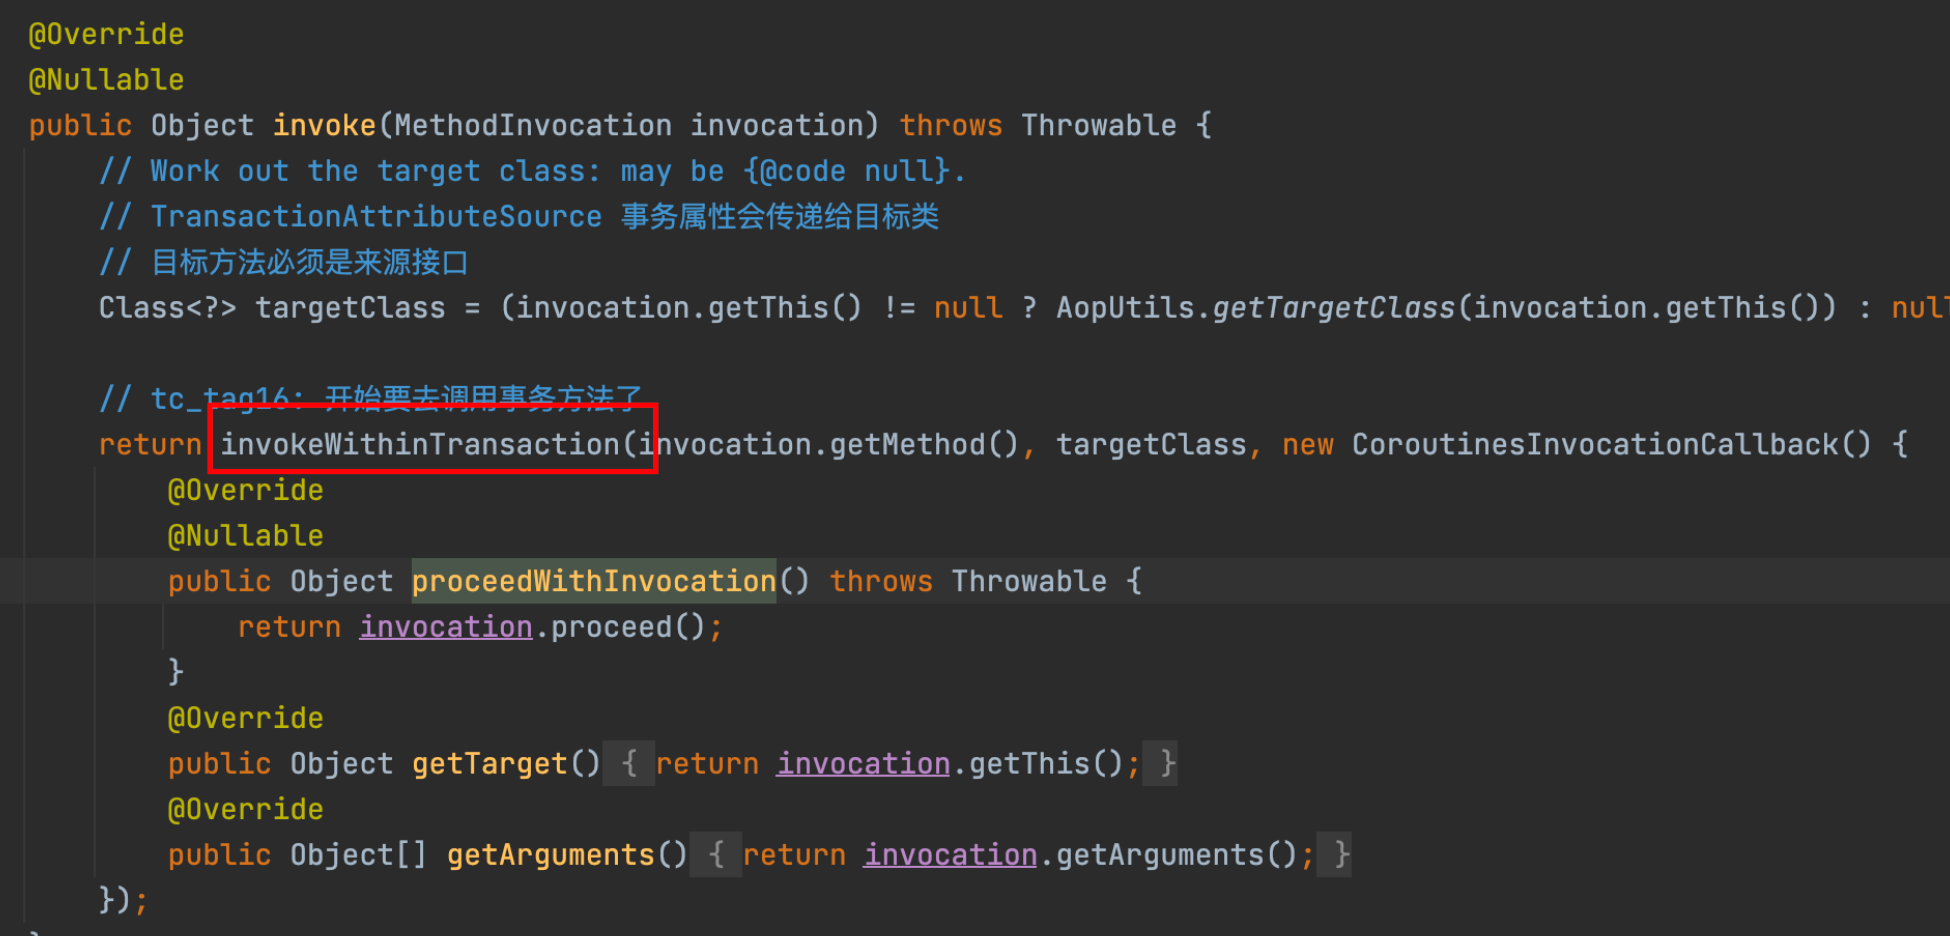 @Override
@Nullable
public Object invoke(MethodInvocation invocation) throws Throwable {
// Work out the target class: may be {@code null}.
// TransactionAttributeSource 事务属性会传递给目标类
// 目标方法必须是来源接口
Class<?> targetClass = (invocation.getThis() != null ? AopUtils.getTargetClass(invocation.getThis()) : null
// tc_tag16: 开始要去调用事务方法了
return invokeWithinTransaction(invocation.getMethod(), targetClass, new CoroutinesInvocationCallback() {
@Override
@Nullable
public Object proceedWithInvocation() throws Throwable {
return invocation.proceed();
}
@Override
public Object getTarget() { return invocation.getThis(); }
@Override
public Object[] getArguments() { return invocation.getArguments(); }
});